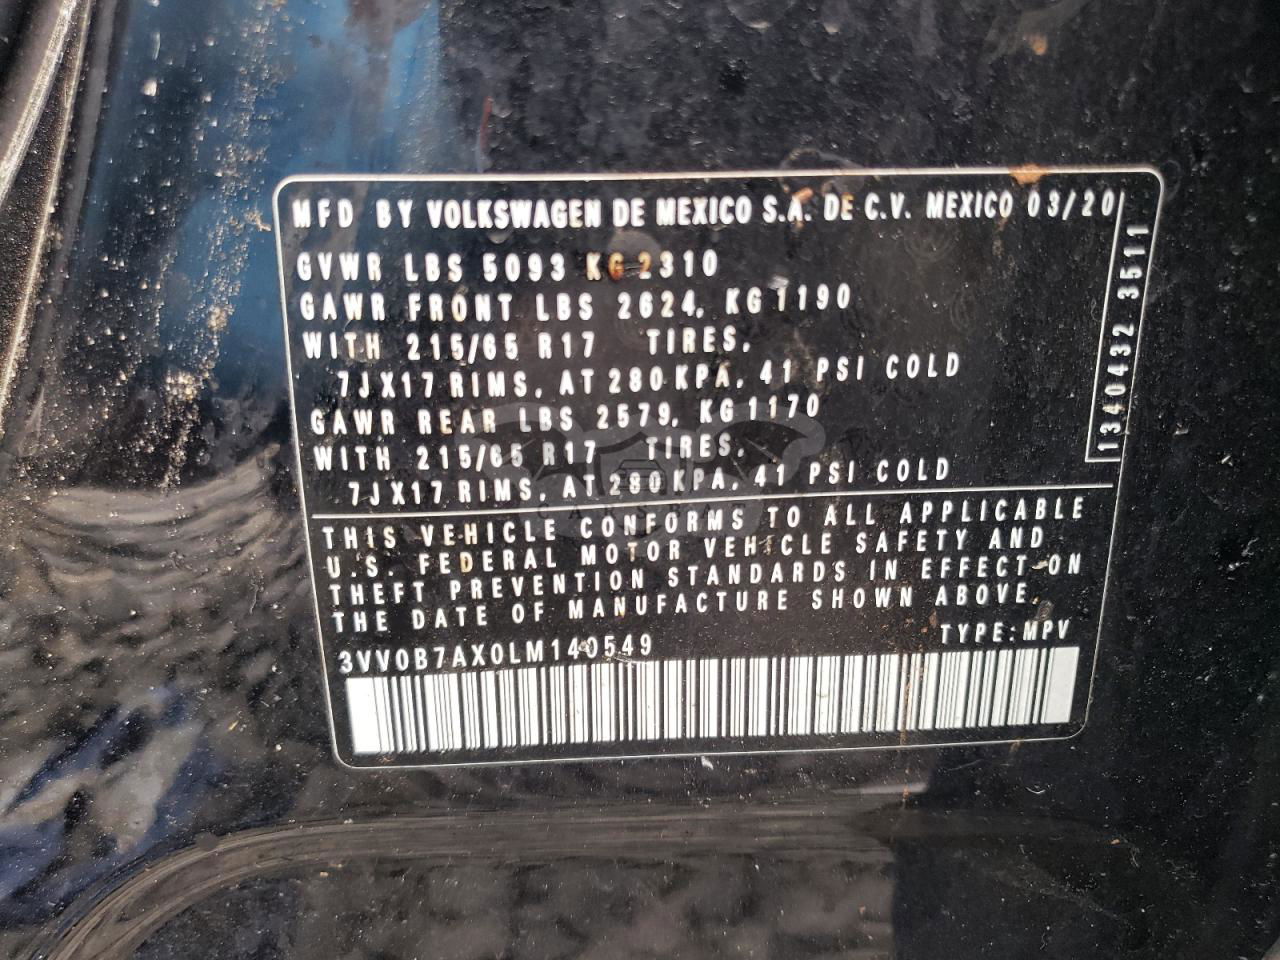 MFD BY VOLKSWAGEN DE MEXICO S.A. DE C.V. MEXICO 03/20
GVWR LBS 5093 KG 2310
GAWR FRONT LBS 2624, KG 1190
WITH 215/65 R17 TIRES,
7JX17 RIMS, AT 280 KPA, 41 PSI COLD
GAWR REAR LBS 2579, KG 1170
WITH 215/65 R17 TIRES,
7JX17 RIMS, AT 280 KPA, 41 PSI COLD
1340432 3511
THIS VEHICLE CONFORMS TO ALL APPLICABLE
U.S. FEDERAL MOTOR VEHICLE SAFETY AND
THEFT PREVENTION STANDARDS IN EFFECT ON
THE DATE OF MANUFACTURE SHOWN ABOVE.
3VV0B7AX0LM140549 TYPE: MPV